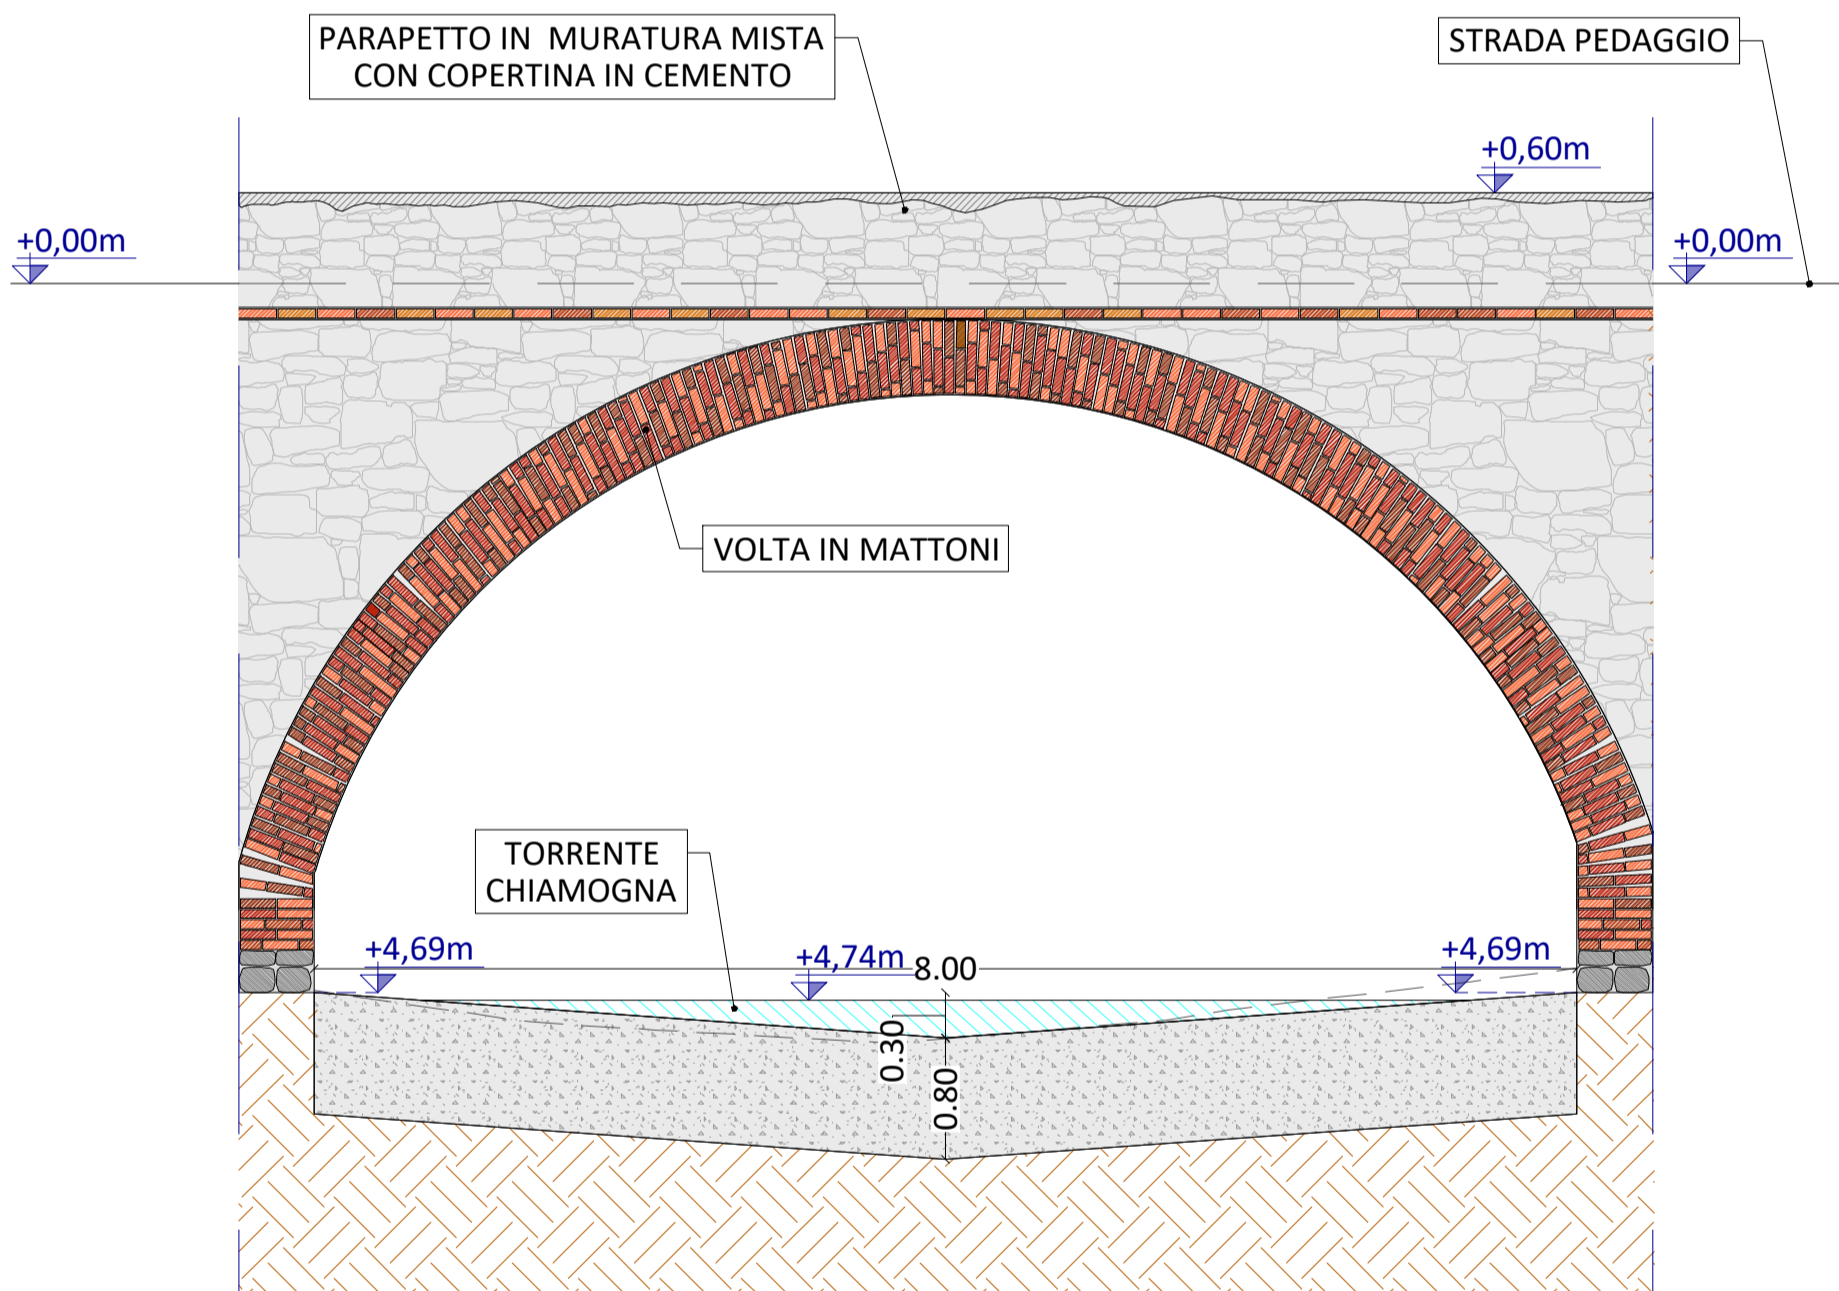 PARAPETTO IN MURATURA MISTA
CON COPERTINA IN CEMENTO
STRADA PEDAGGIO
+0,60m
+0,00m
+0,00m
VOLTA IN MATTONI
TORRENTE
CHIAMOGNA
+4,69m
+4,74m
8.00
+4,69m
0.30
0.80